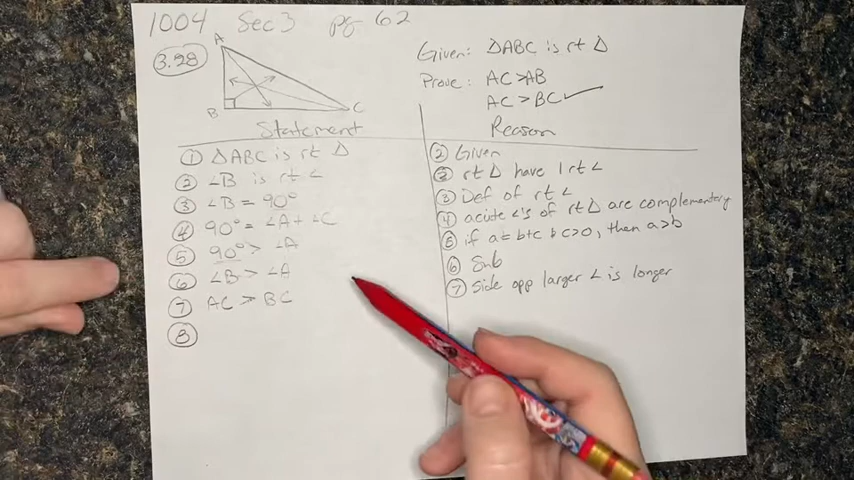 1004 Sec 3 pg 62
3.28
A
B
C
Given: △ABC is rt △
Prove: AC > AB
AC > BC ✓
Statement
Reason
① △ABC is rt △
② Given
② ∠B is rt ∠
② rt △ have 1 rt ∠
③ ∠B = 90°
③ Def of rt ∠
④ 90° = ∠A + ∠C
④ acute ∠'s of rt △ are complementary
⑤ 90° > ∠A
⑤ if a = b+c & c>0, then a>b
⑥ ∠B > ∠A
⑥ Sub
⑦ AC > BC
⑦ Side opp larger ∠ is longer
⑧